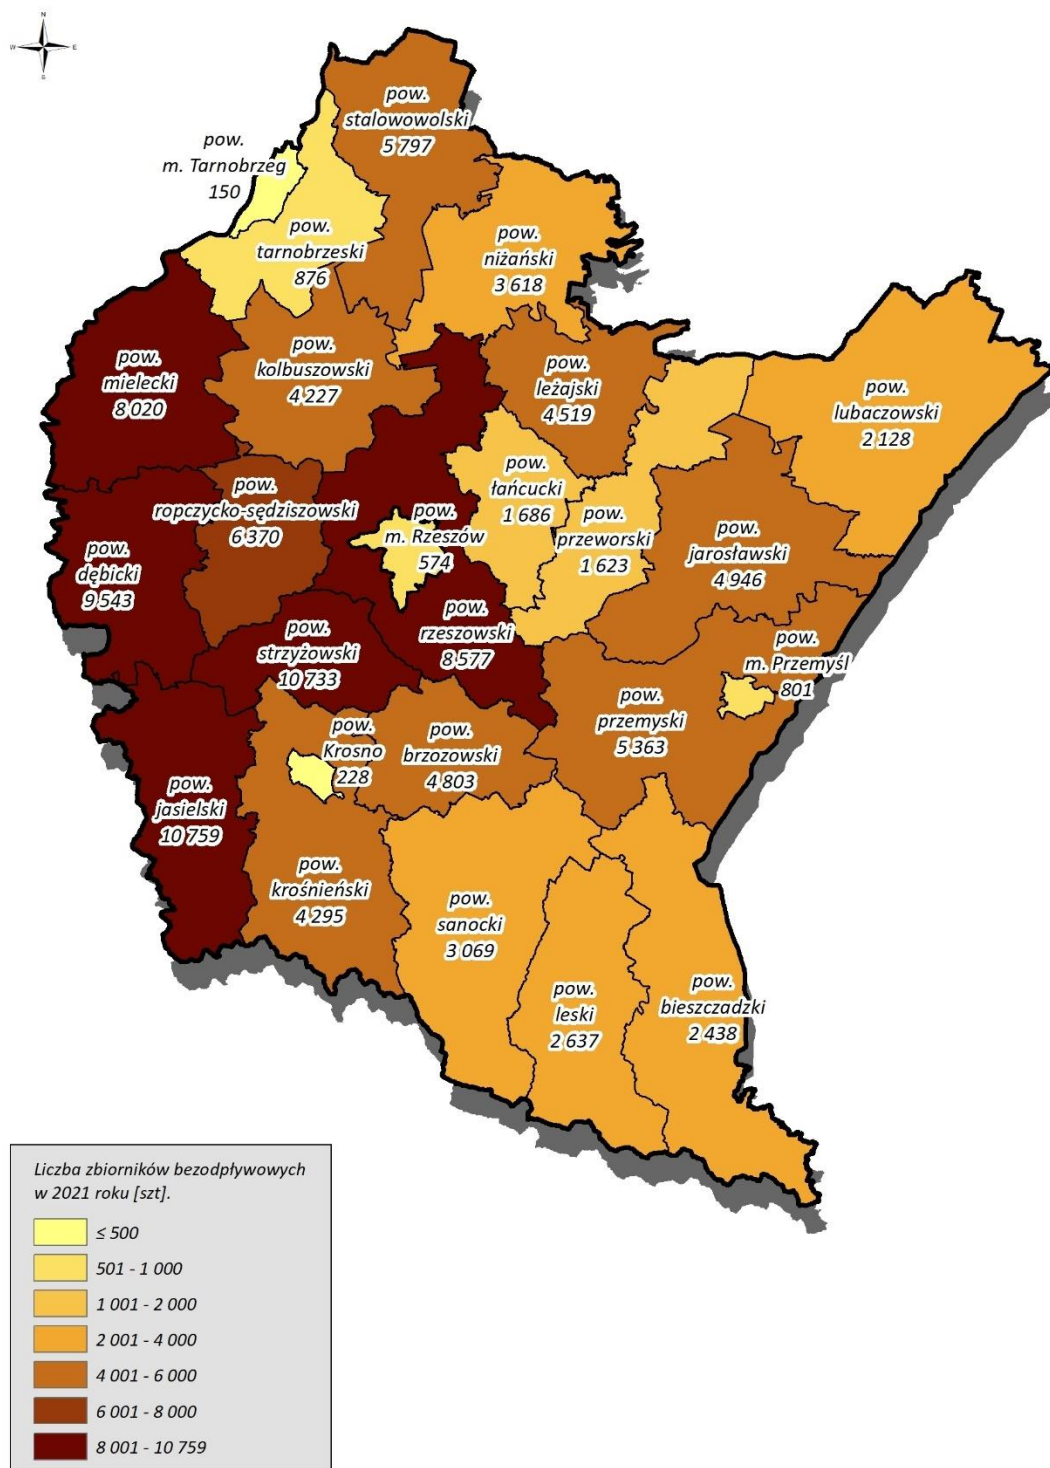 N
W
E
S
pow.
stalowowolski
5 797
pow.
m. Tarnobrzeg
150
pow.
tarnobrzeski
876
pow.
niżański
3 618
pow.
mielecki
8 020
pow.
kolbuszowski
4 227
pow.
leżajski
4 519
pow.
lubaczowski
2 128
pow.
ropczycko-sędziszowski
6 370
pow.
łańcucki
1 686
pow.
m. Rzeszów
574
pow.
przeworski
1 623
pow.
jarosławski
4 946
pow.
dębicki
9 543
pow.
strzyżowski
10 733
pow.
rzeszowski
8 577
pow.
m. Przemyśl
801
pow.
przemyski
5 363
pow.
Krosno
228
pow.
brzozowski
4 803
pow.
jasielski
10 759
pow.
krośnieński
4 295
pow.
sanocki
3 069
pow.
leski
2 637
pow.
bieszczadzki
2 438
Liczba zbiorników bezodpływowych
w 2021 roku [szt].
≤ 500
501 - 1 000
1 001 - 2 000
2 001 - 4 000
4 001 - 6 000
6 001 - 8 000
8 001 - 10 759